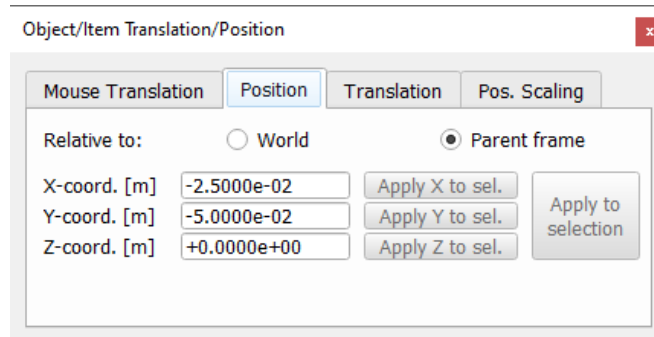 Object/Item Translation/Position
x
Mouse Translation Position Translation Pos. Scaling
Relative to: World Parent frame
X-coord. [m] -2.5000e-02 Apply X to sel.
Y-coord. [m] -5.0000e-02 Apply Y to sel.
Z-coord. [m] +0.0000e+00 Apply Z to sel.
Apply to
selection